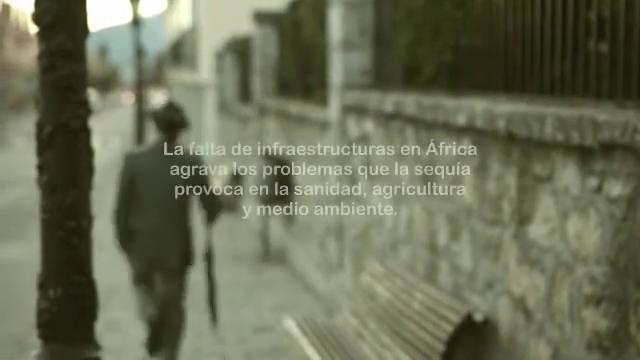 La falta de infraestructuras en África
agrava los problemas que la sequía
provoca en la sanidad, agricultura
y medio ambiente.